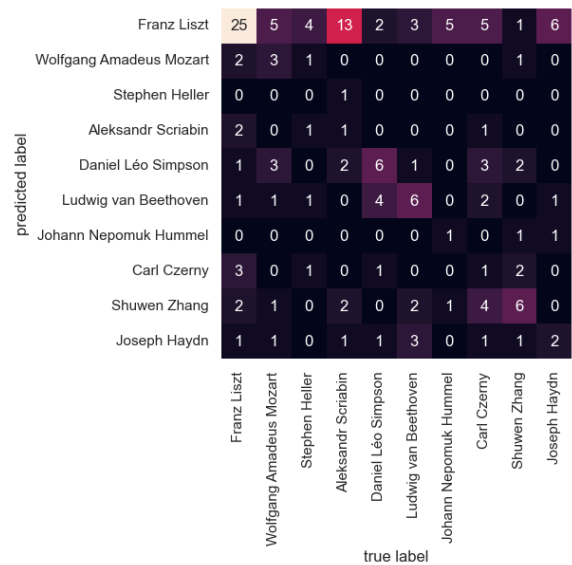 Franz Liszt 25 5 4 13 2 3 5 5 1 6
Wolfgang Amadeus Mozart 2 3 1 0 0 0 0 0 1 0
Stephen Heller 0 0 0 1 0 0 0 0 0 0
Aleksandr Scriabin 2 0 1 1 0 0 0 1 0 0
Daniel Léo Simpson 1 3 0 2 6 1 0 3 2 0
Ludwig van Beethoven 1 1 1 0 4 6 0 2 0 1
Johann Nepomuk Hummel 0 0 0 0 0 0 1 0 1 1
Carl Czerny 3 0 1 0 1 0 0 1 2 0
Shuwen Zhang 2 1 0 2 0 2 1 4 6 0
Joseph Haydn 1 1 0 1 1 3 0 1 1 2
predicted label
Franz Liszt
Wolfgang Amadeus Mozart
Stephen Heller
Aleksandr Scriabin
Daniel Léo Simpson
Ludwig van Beethoven
Johann Nepomuk Hummel
Carl Czerny
Shuwen Zhang
Joseph Haydn
true label